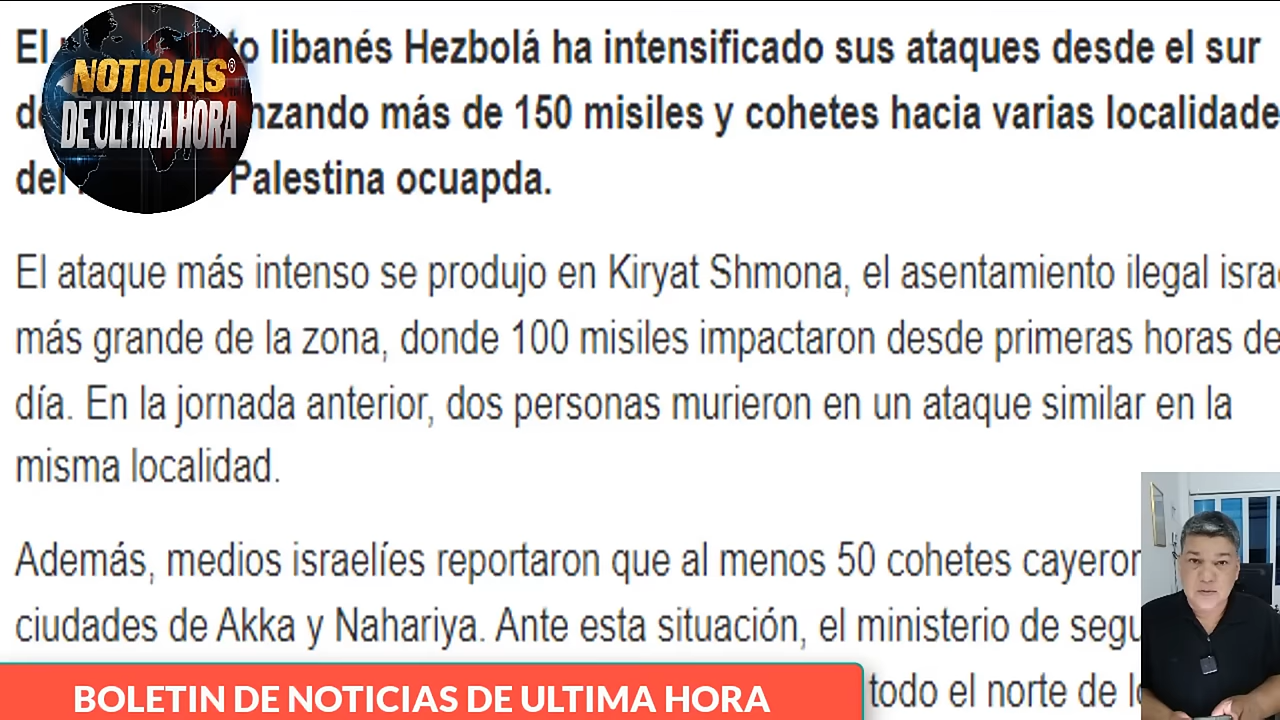 El to libanés Hezbolá ha intensificado sus ataques desde el sur
nzando más de 150 misiles y cohetes hacia varias localidade
del Palestina ocuapda.
NOTICIAS®
DE ULTIMA HORA
El ataque más intenso se produjo en Kiryat Shmona, el asentamiento ilegal israe
más grande de la zona, donde 100 misiles impactaron desde primeras horas de
día. En la jornada anterior, dos personas murieron en un ataque similar en la
misma localidad.
Además, medios israelíes reportaron que al menos 50 cohetes cayeron
ciudades de Akka y Nahariya. Ante esta situación, el ministerio de segu
todo el norte de lo
BOLETIN DE NOTICIAS DE ULTIMA HORA